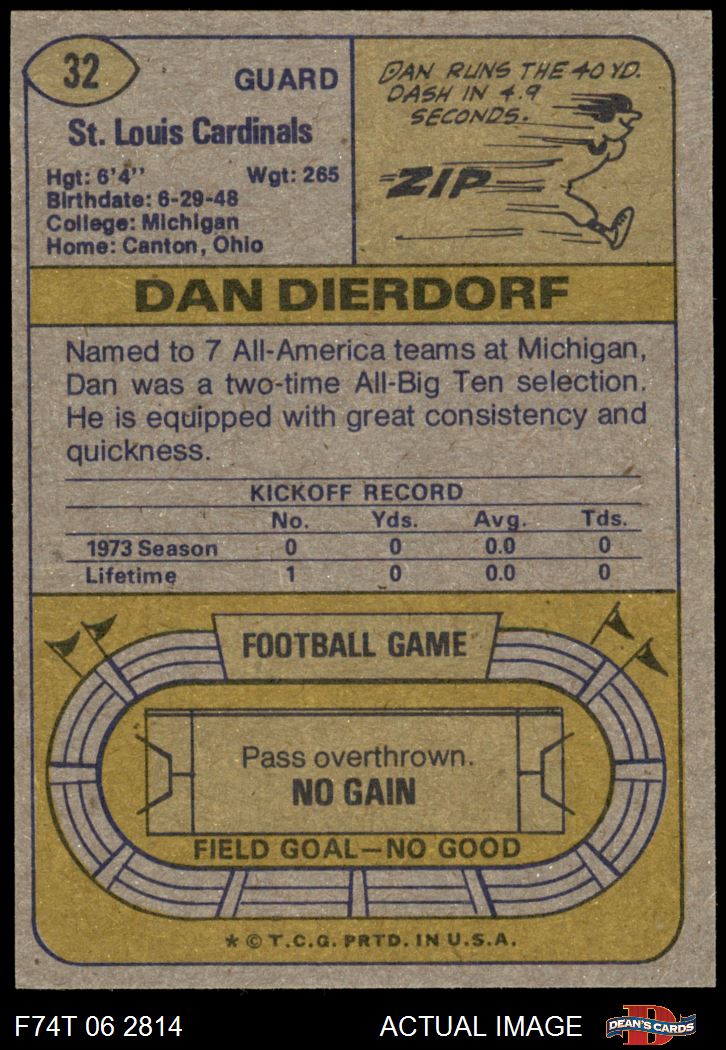 32
GUARD
St. Louis Cardinals
Hgt: 6'4" Wgt: 265
Birthdate: 6-29-48
College: Michigan
Home: Canton, Ohio
DAN RUNS THE 40 YD.
DASH IN 4.9
SECONDS.
ZIP
DAN DIERDORF
Named to 7 All-America teams at Michigan,
Dan was a two-time All-Big Ten selection.
He is equipped with great consistency and
quickness.
KICKOFF RECORD
No. Yds. Avg. Tds.
1973 Season 0 0 0.0 0
Lifetime 1 0 0.0 0
FOOTBALL GAME
Pass overthrown.
NO GAIN
FIELD GOAL—NO GOOD
* © T.C.G. PRTD. IN U.S.A.
F74T 06 2814 ACTUAL IMAGE D DEAN'S CARDS